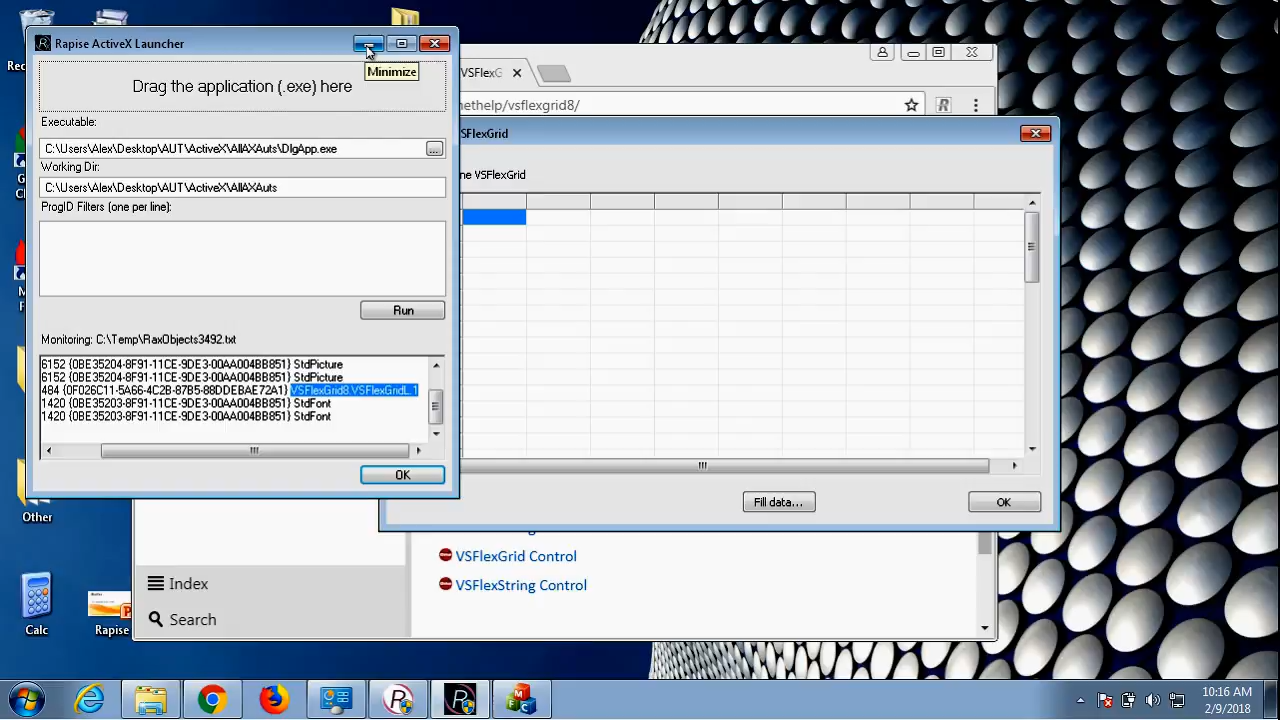 Rapise ActiveX Launcher
Minimize
Drag the application (.exe) here
Executable:
C:\Users\Alex\Desktop\AUT\ActiveX\AllAXAuts\DlgApp.exe
...
Working Dir:
C:\Users\Alex\Desktop\AUT\ActiveX\AllAXAuts
ProgID Filters (one per line):
Run
Monitoring: C:\Temp\RaxObjects3492.txt
6152 {0BE35204-8F91-11CE-9DE3-00AA004BB851} StdPicture
6152 {0BE35204-8F91-11CE-9DE3-00AA004BB851} StdPicture
484 {0F026C11-5A66-4C2B-87B5-88DDEBAE72A1} VSFlexGrid8.VSFlexGridL.1
1420 {0BE35203-8F91-11CE-9DE3-00AA004BB851} StdFont
1420 {0BE35203-8F91-11CE-9DE3-00AA004BB851} StdFont
OK
VSFlexG
nethelp/vsflexgrid8/
SFlexGrid
ne VSFlexGrid
Fill data...
OK
VSFlexGrid Control
VSFlexString Control
Index
Search
Other
Calc
Rapise
10:16 AM
2/9/2018